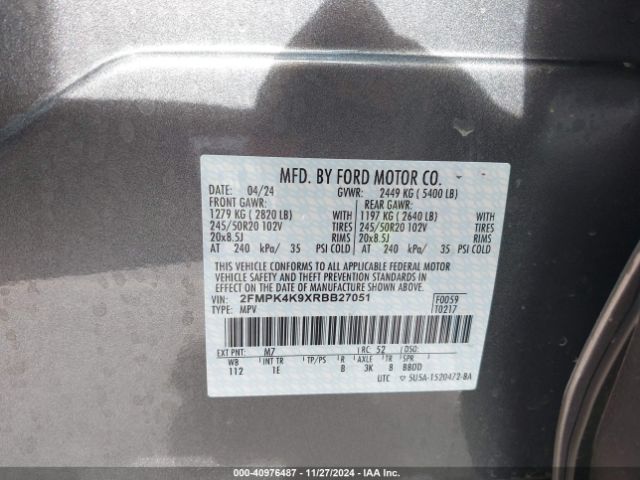 MFD. BY FORD MOTOR CO.
DATE: 04/24 GVWR: 2449 KG ( 5400 LB)
FRONT GAWR: REAR GAWR:
1279 KG ( 2820 LB) WITH 1197 KG ( 2640 LB) WITH
245/50R20 102V TIRES 245/50R20 102V TIRES
20x8.5J RIMS 20x8.5J RIMS
AT 240 kPa/ 35 PSI COLD AT 240 kPa/ 35 PSI COLD
THIS VEHICLE CONFORMS TO ALL APPLICABLE FEDERAL MOTOR
VEHICLE SAFETY AND THEFT PREVENTION STANDARDS IN
EFFECT ON THE DATE OF MANUFACTURE SHOWN ABOVE.
VIN: 2FMPK4K9XRBB27051 F0059
TYPE: MPV T0217
EXT PNT: M7 RC: 52 DSO:
WB INT TR TP/PS R AXLE TR SPR
112 1E B 3K 8 BBOD
UTC 5U5A-1520472-BA
000-40976487 11/27/2024 IAA Inc.